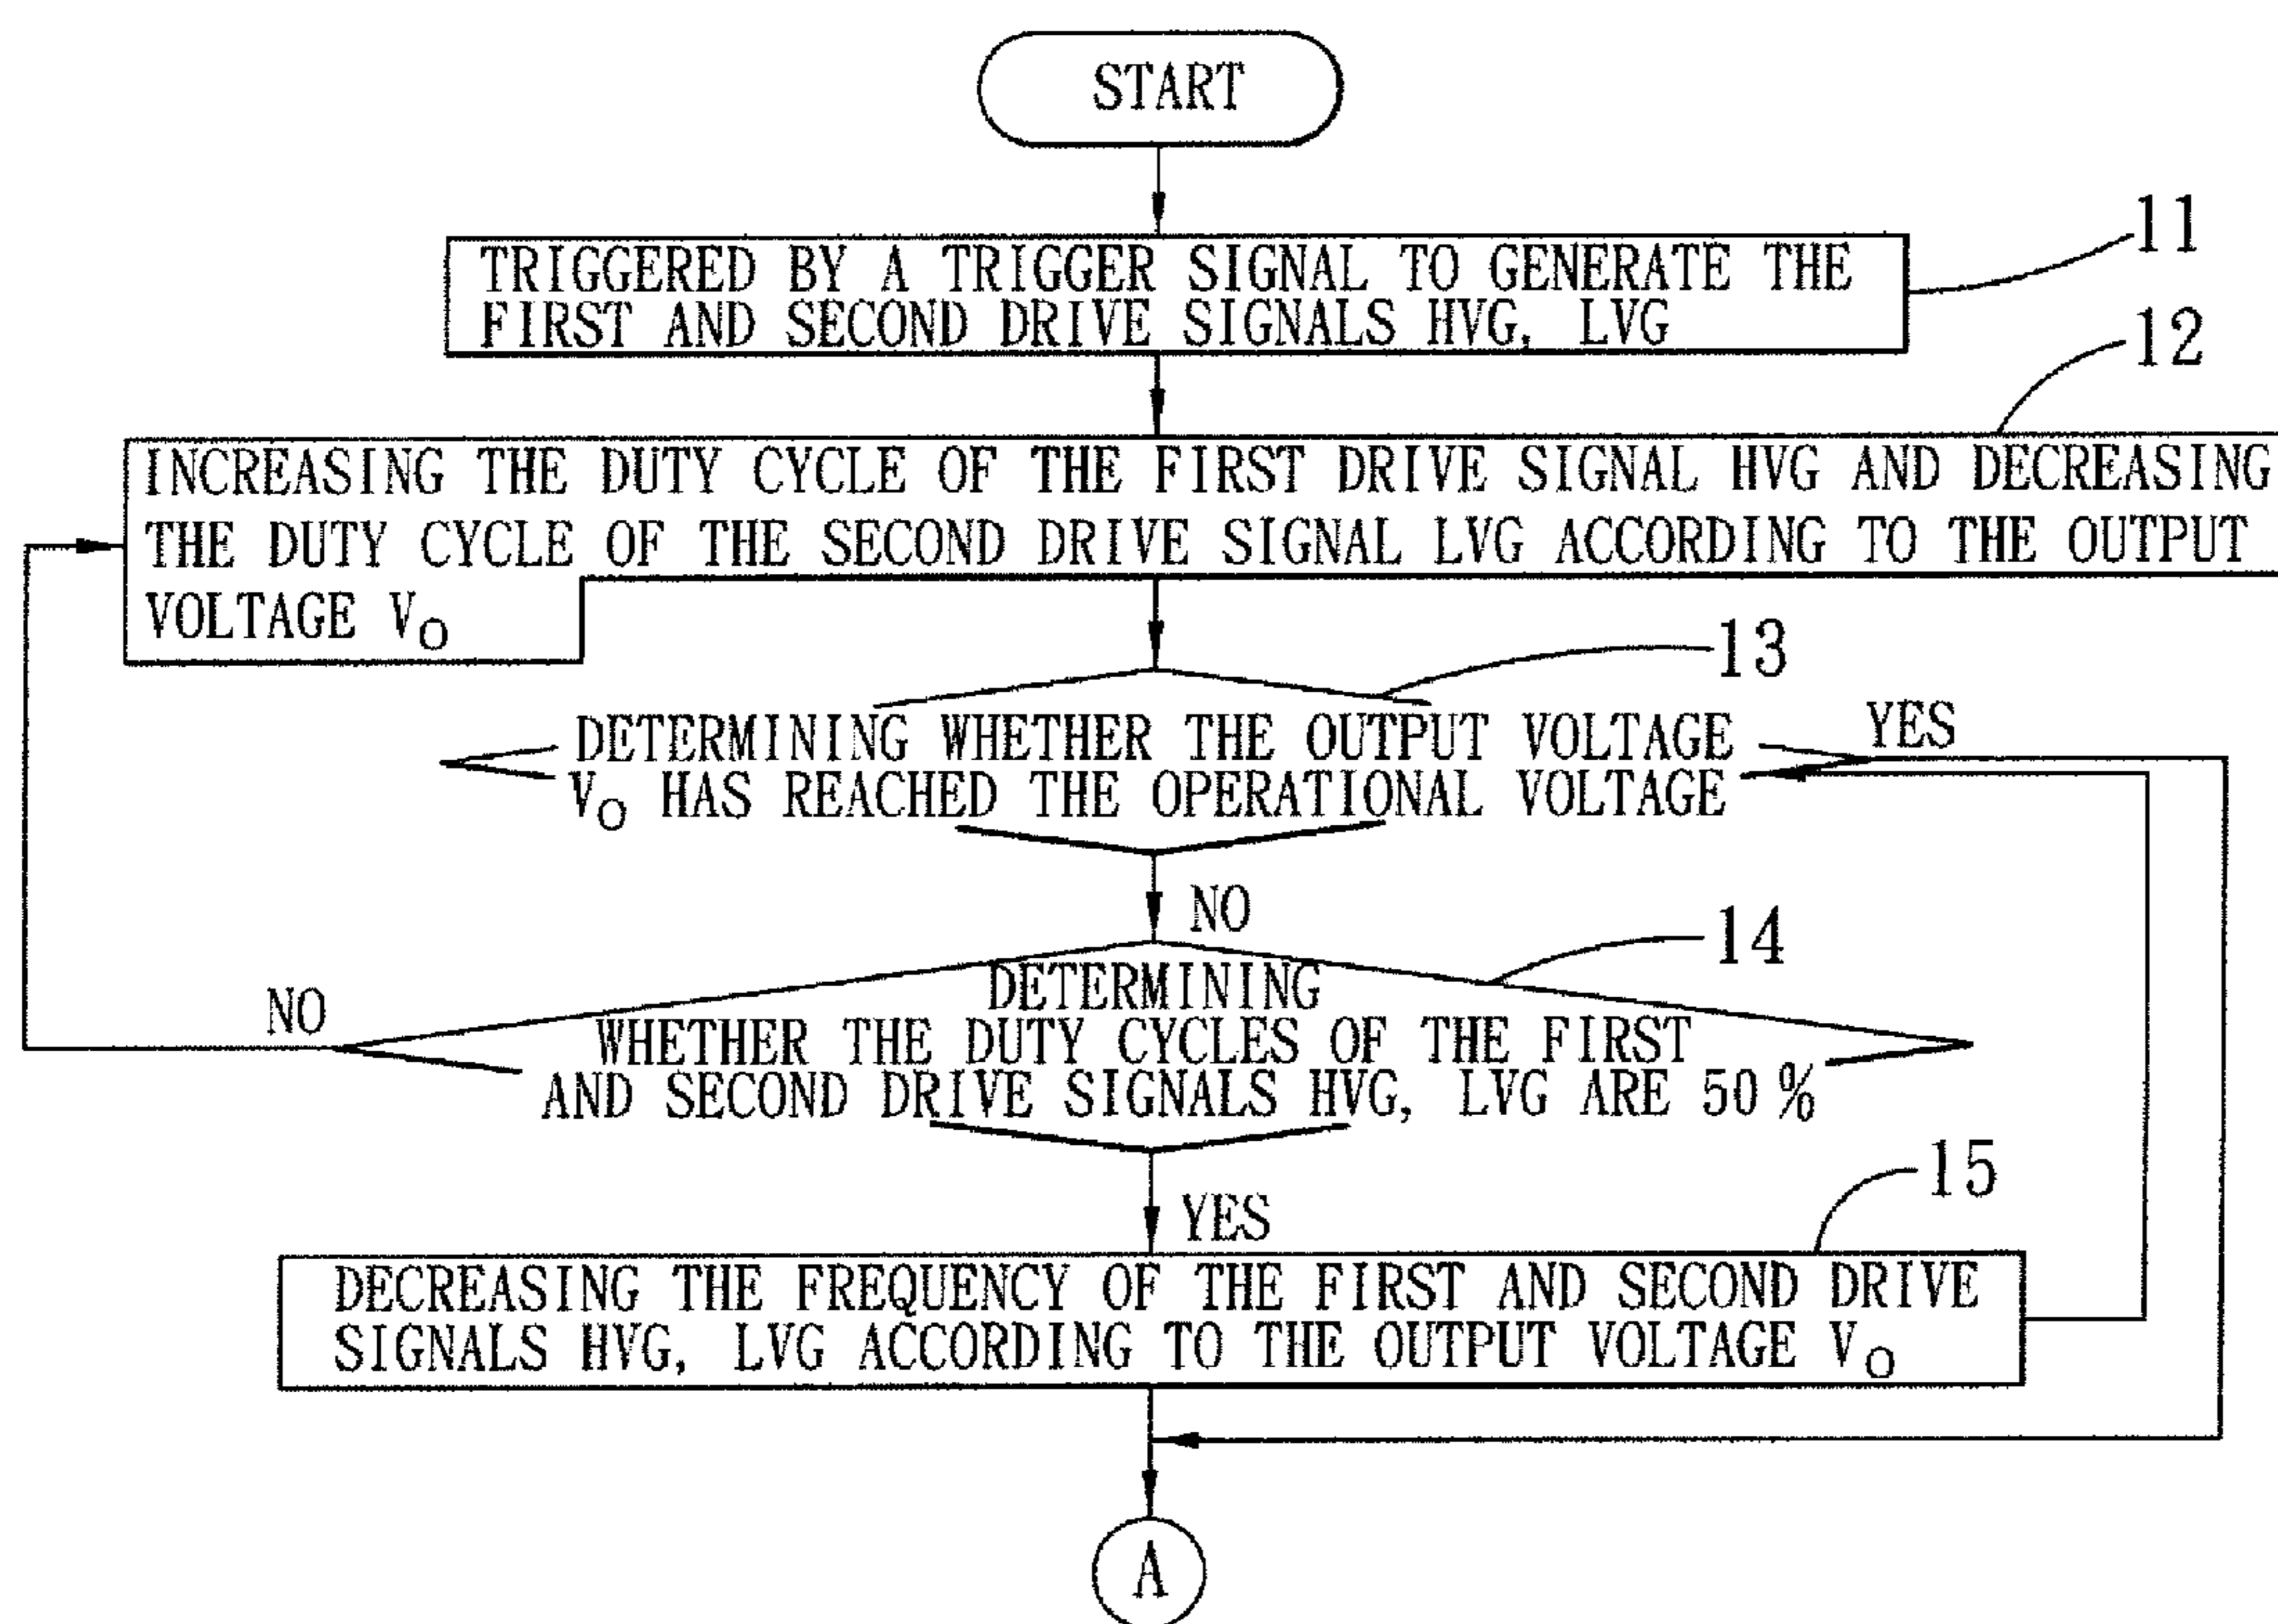 START
TRIGGERED BY A TRIGGER SIGNAL TO GENERATE THE
FIRST AND SECOND DRIVE SIGNALS HVG, LVG
11
12
INCREASING THE DUTY CYCLE OF THE FIRST DRIVE SIGNAL HVG AND DECREASING
THE DUTY CYCLE OF THE SECOND DRIVE SIGNAL LVG ACCORDING TO THE OUTPUT
VOLTAGE VO
13
DETERMINING WHETHER THE OUTPUT VOLTAGE
VO HAS REACHED THE OPERATIONAL VOLTAGE
YES
NO
14
DETERMINING
WHETHER THE DUTY CYCLES OF THE FIRST
AND SECOND DRIVE SIGNALS HVG, LVG ARE 50%
NO
YES
15
DECREASING THE FREQUENCY OF THE FIRST AND SECOND DRIVE
SIGNALS HVG, LVG ACCORDING TO THE OUTPUT VOLTAGE VO
A